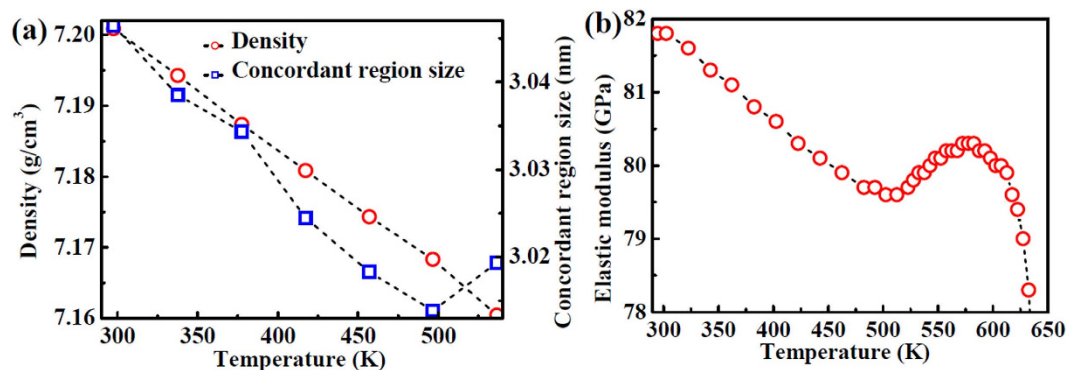 (a)
Density
Concordant region size
7.20
7.19
7.18
7.17
7.16
Density (g/cm³)
3.04
3.03
3.02
Concordant region size (nm)
300 350 400 450 500
Temperature (K)
(b)
82
81
80
79
78
Elastic modulus (GPa)
300 350 400 450 500 550 600 650
Temperature (K)